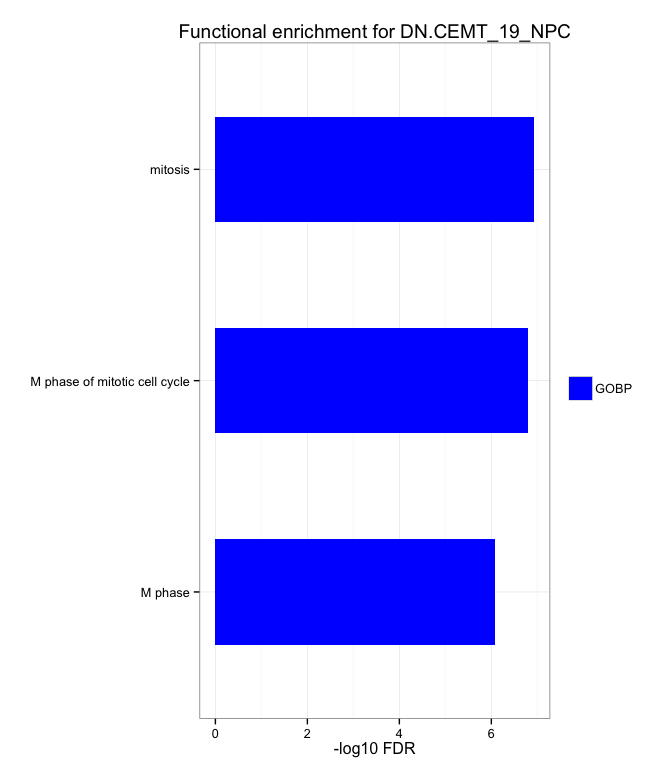 Functional enrichment for DN.CEMT_19_NPC
mitosis
M phase of mitotic cell cycle
GOBP
M phase
0 2 4 6
-log10 FDR